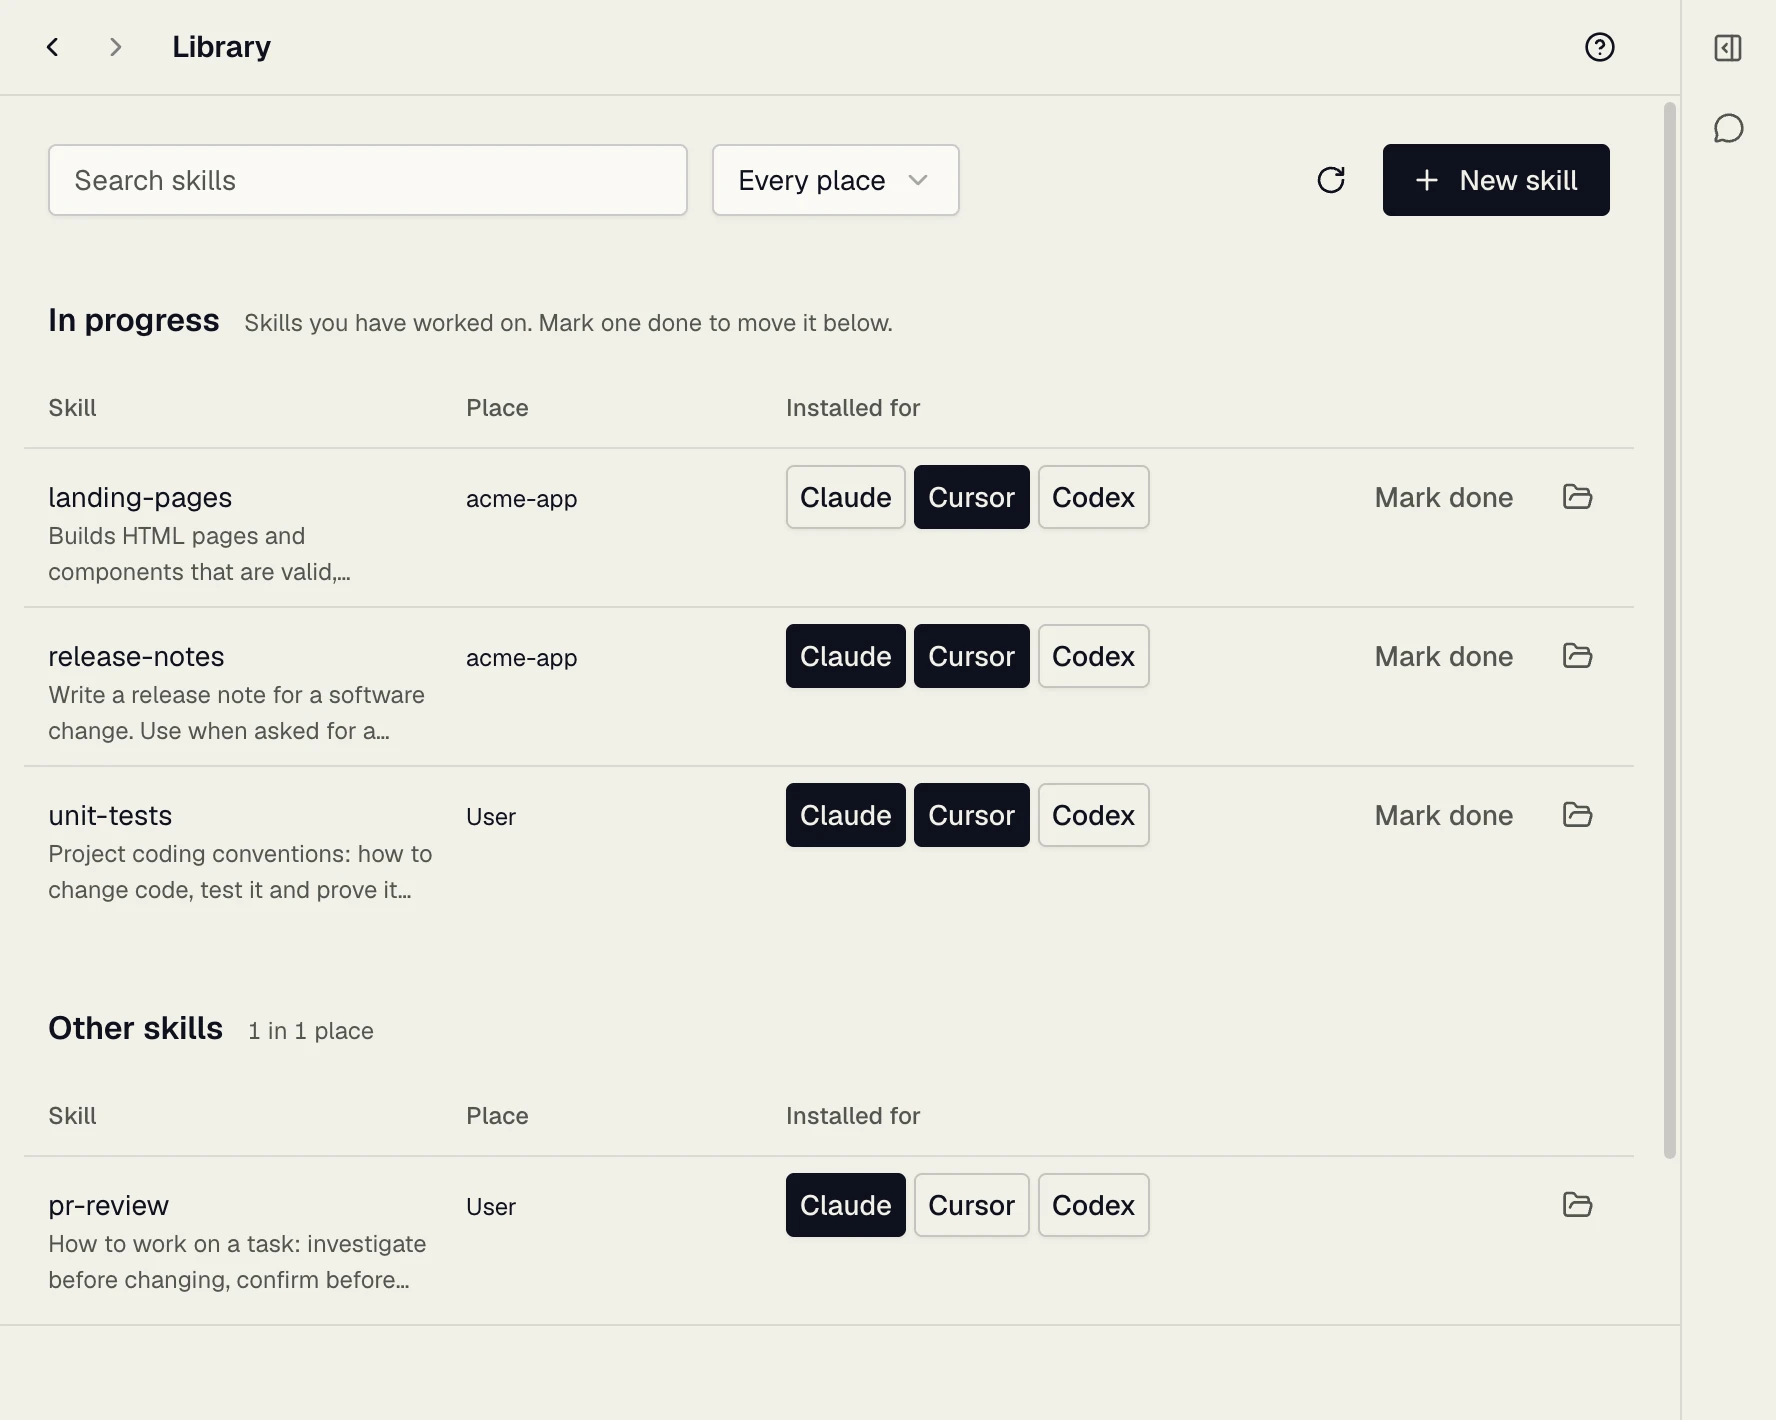 Library
Search skills
Every place
New skill
In progress Skills you have worked on. Mark one done to move it below.
Skill Place Installed for
landing-pages acme-app Claude Cursor Codex Mark done
Builds HTML pages and
components that are valid,...
release-notes acme-app Claude Cursor Codex Mark done
Write a release note for a software
change. Use when asked for a...
unit-tests User Claude Cursor Codex Mark done
Project coding conventions: how to
change code, test it and prove it...
Other skills 1 in 1 place
Skill Place Installed for
pr-review User Claude Cursor Codex
How to work on a task: investigate
before changing, confirm before...